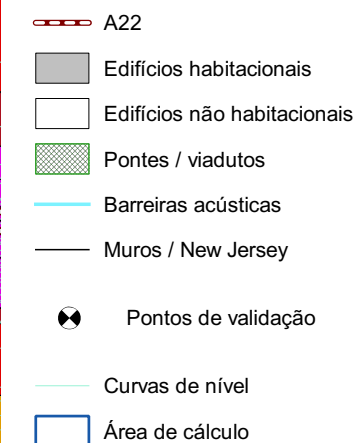 A22
Edifícios habitacionais
Edifícios não habitacionais
Pontes / viadutos
Barreiras acústicas
Muros / New Jersey
Pontos de validação
Curvas de nível
Área de cálculo